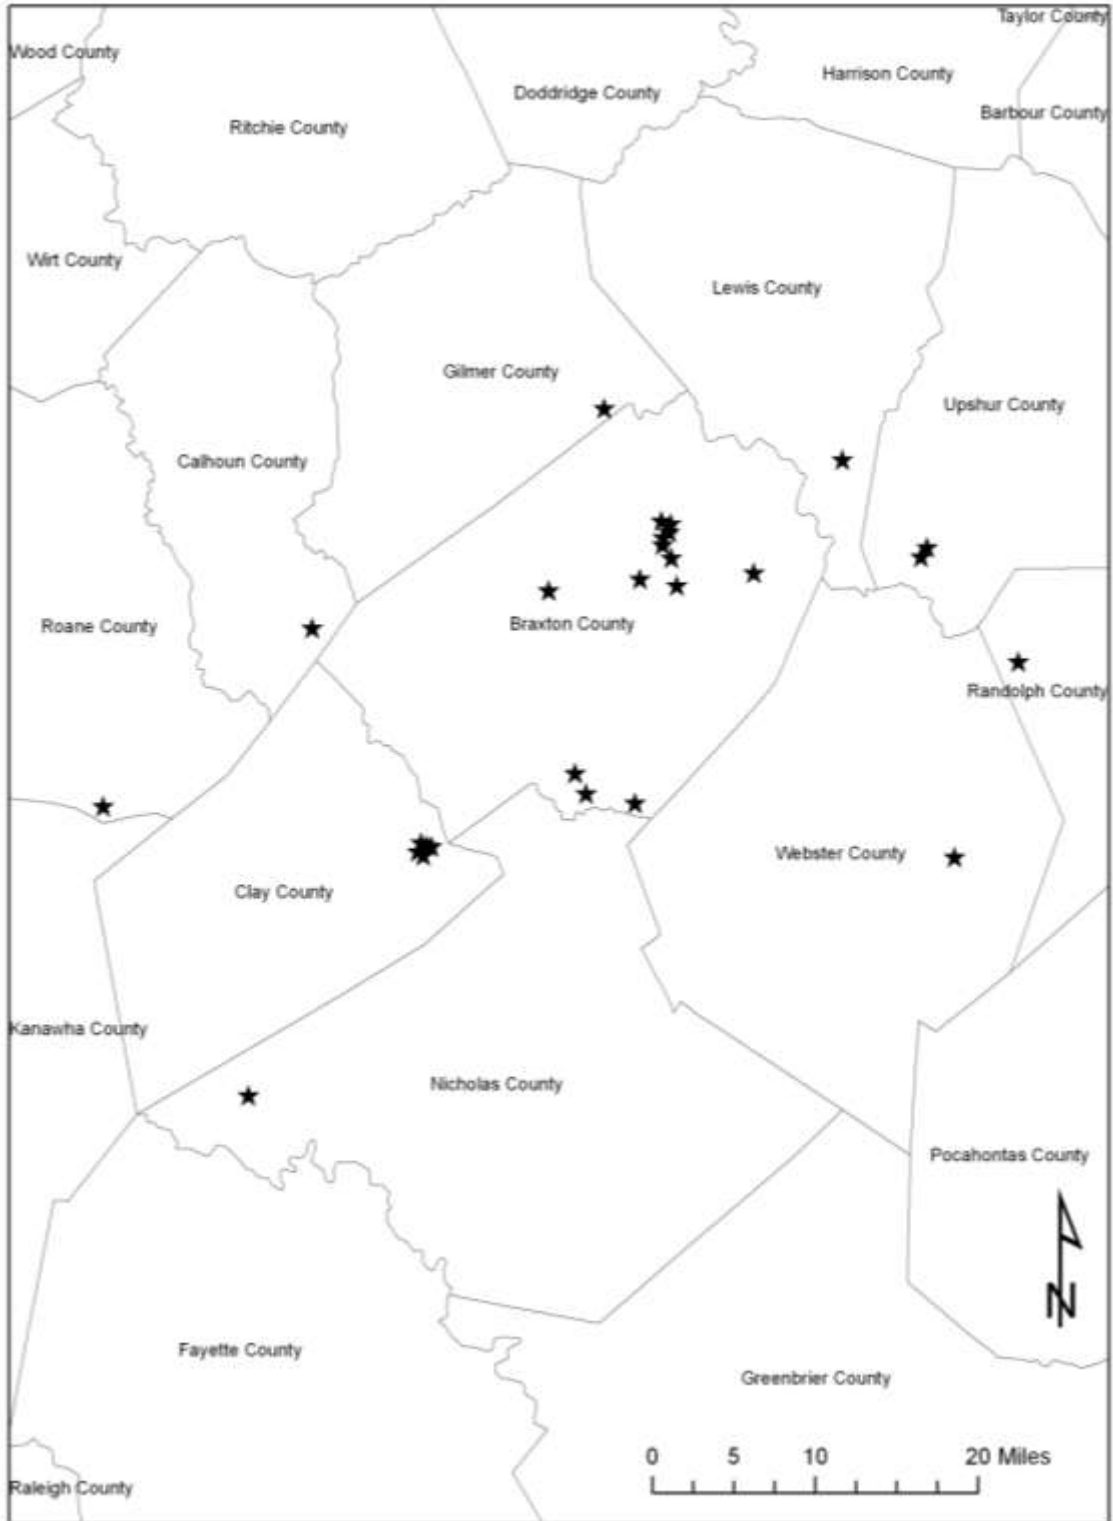 Taylor County
Wood County
Harrison County
Doddridge County
Barbour County
Ritchie County
Wirt County
Lewis County
Gilmer County
Upshur County
Calhoun County
Braxton County
Roane County
Randolph County
Webster County
Clay County
Kanawha County
Nicholas County
Pocahontas County
N
Fayette County
Greenbrier County
0 5 10 20 Miles
Raleigh County